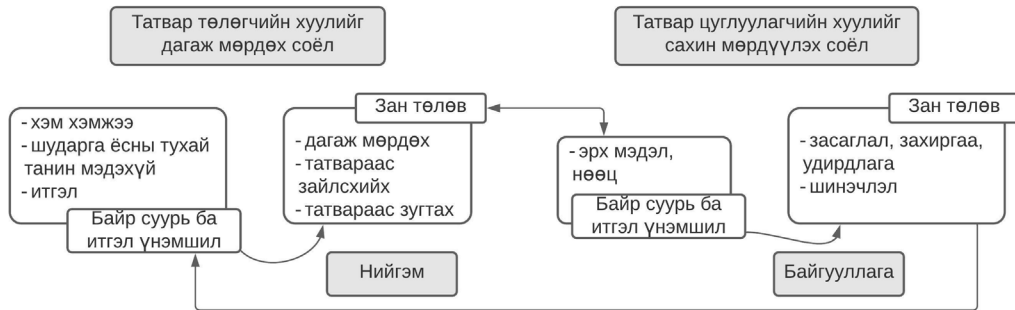 Татвар төлөгчийн хуулийг
дагаж мөрдөх соёл
Татвар цуглуулагчийн хуулийг
сахин мөрдүүлэх соёл
- хэм хэмжээ
- шударга ёсны тухай
танин мэдэхүй
- итгэл
Байр суурь ба
итгэл үнэмшил
Зан төлөв
- дагаж мөрдөх
- татвараас
зайлсхийх
- татвараас зугтах
Нийгэм
- эрх мэдэл,
нөөц
Байр суурь ба
итгэл үнэмшил
Зан төлөв
- засаглал, захиргаа,
удирдлага
- шинэчлэл
Байгууллага